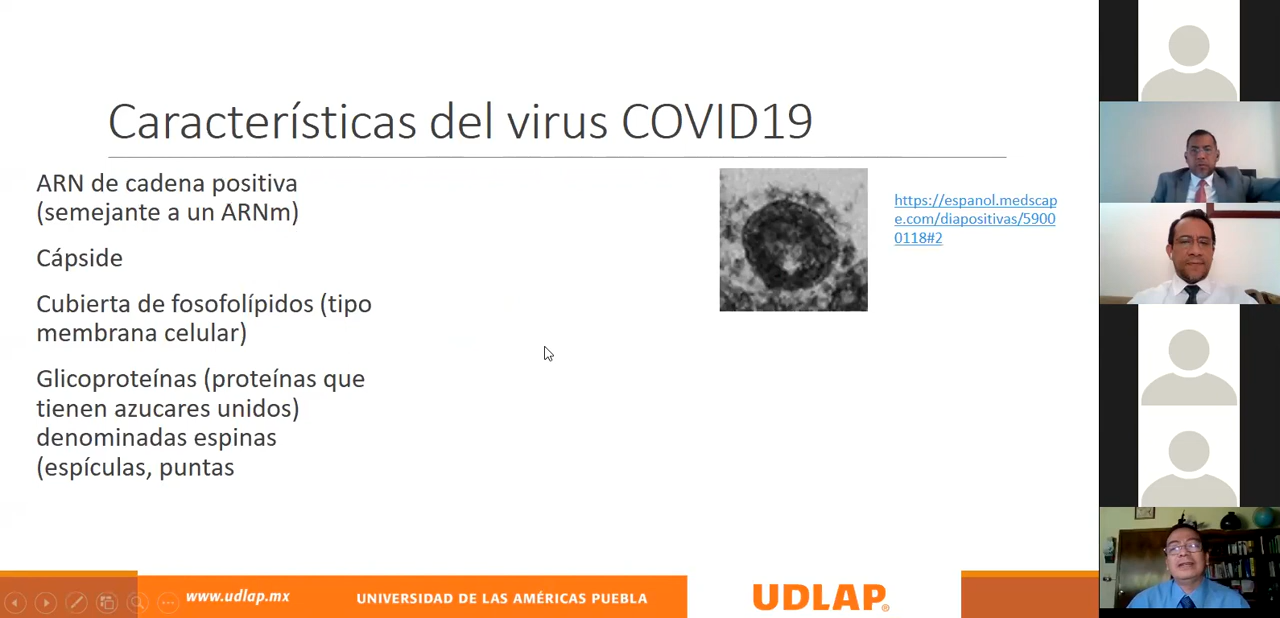 Características del virus COVID19
ARN de cadena positiva
(semejante a un ARNm)
Cápside
Cubierta de fosofolípidos (tipo
membrana celular)
Glicoproteínas (proteínas que
tienen azucares unidos)
denominadas espinas
(espículas, puntas
https://espanol.medscap
e.com/diapositivas/5900
0118#2
www.udlap.mx
UNIVERSIDAD DE LAS AMÉRICAS PUEBLA
UDLAP®